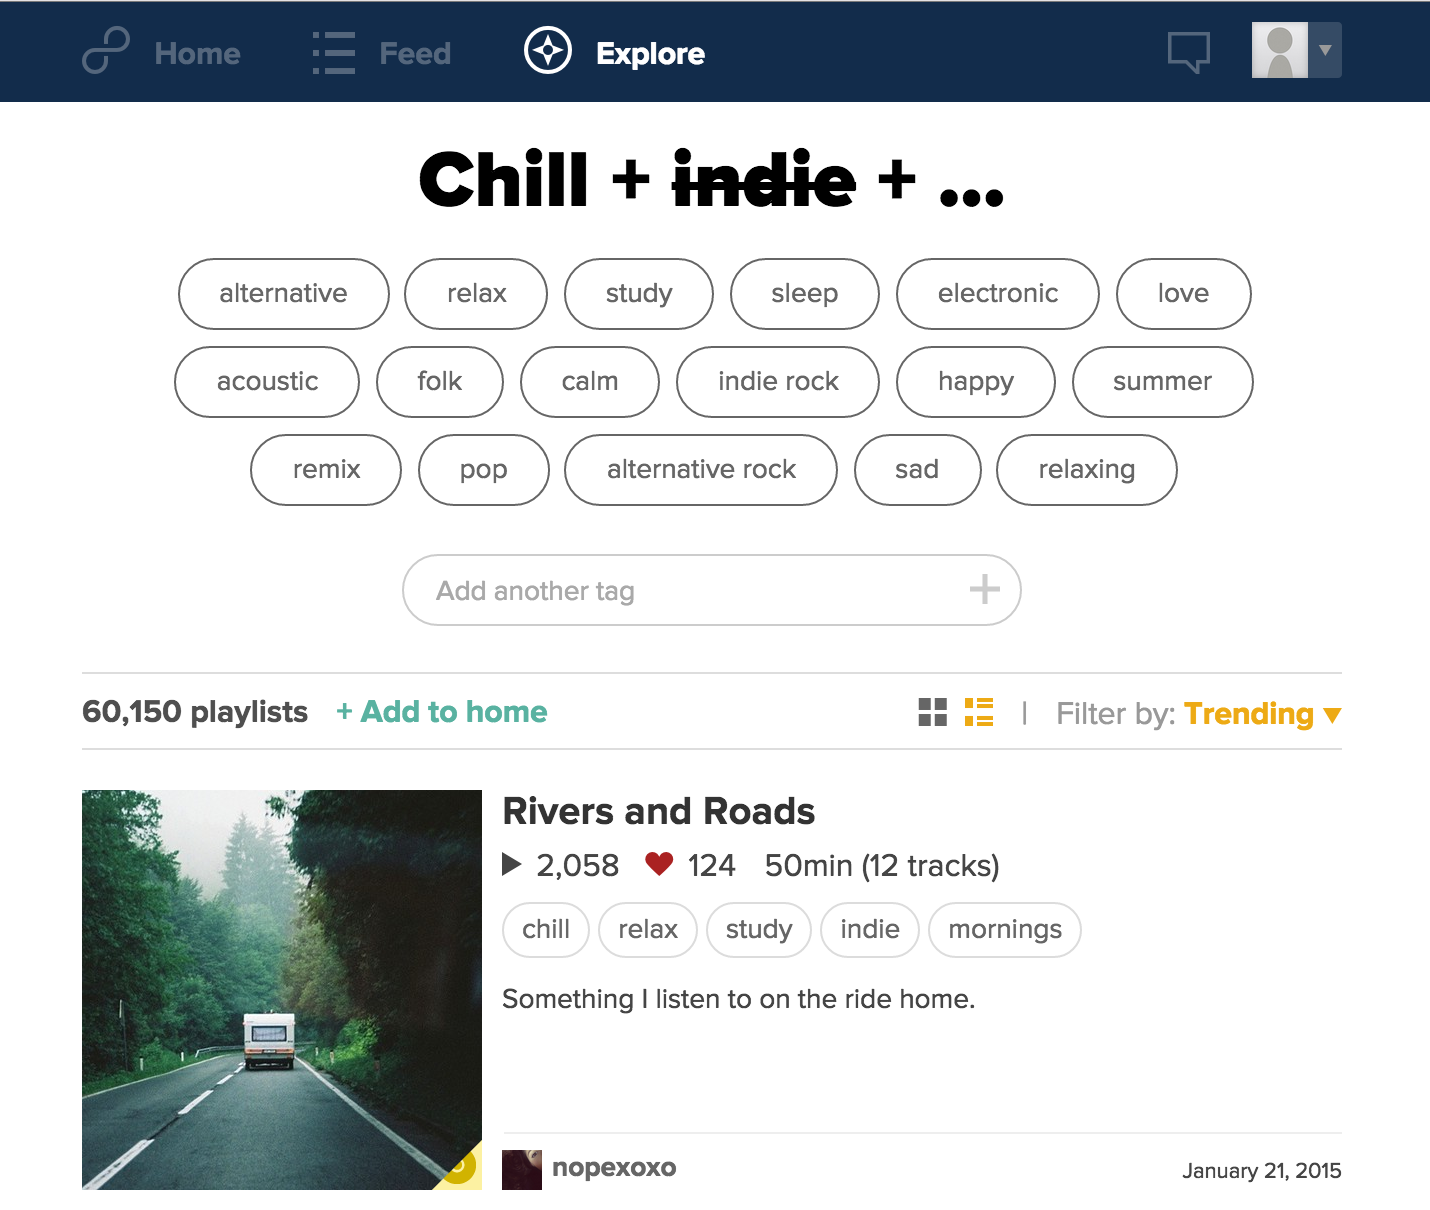 Home Feed Explore
Chill + indie + ...
alternative relax study sleep electronic love
acoustic folk calm indie rock happy summer
remix pop alternative rock sad relaxing
Add another tag +
60,150 playlists + Add to home | Filter by: Trending ▼
Rivers and Roads
2,058 124 50min (12 tracks)
chill relax study indie mornings
Something I listen to on the ride home.
nopexoxo January 21, 2015